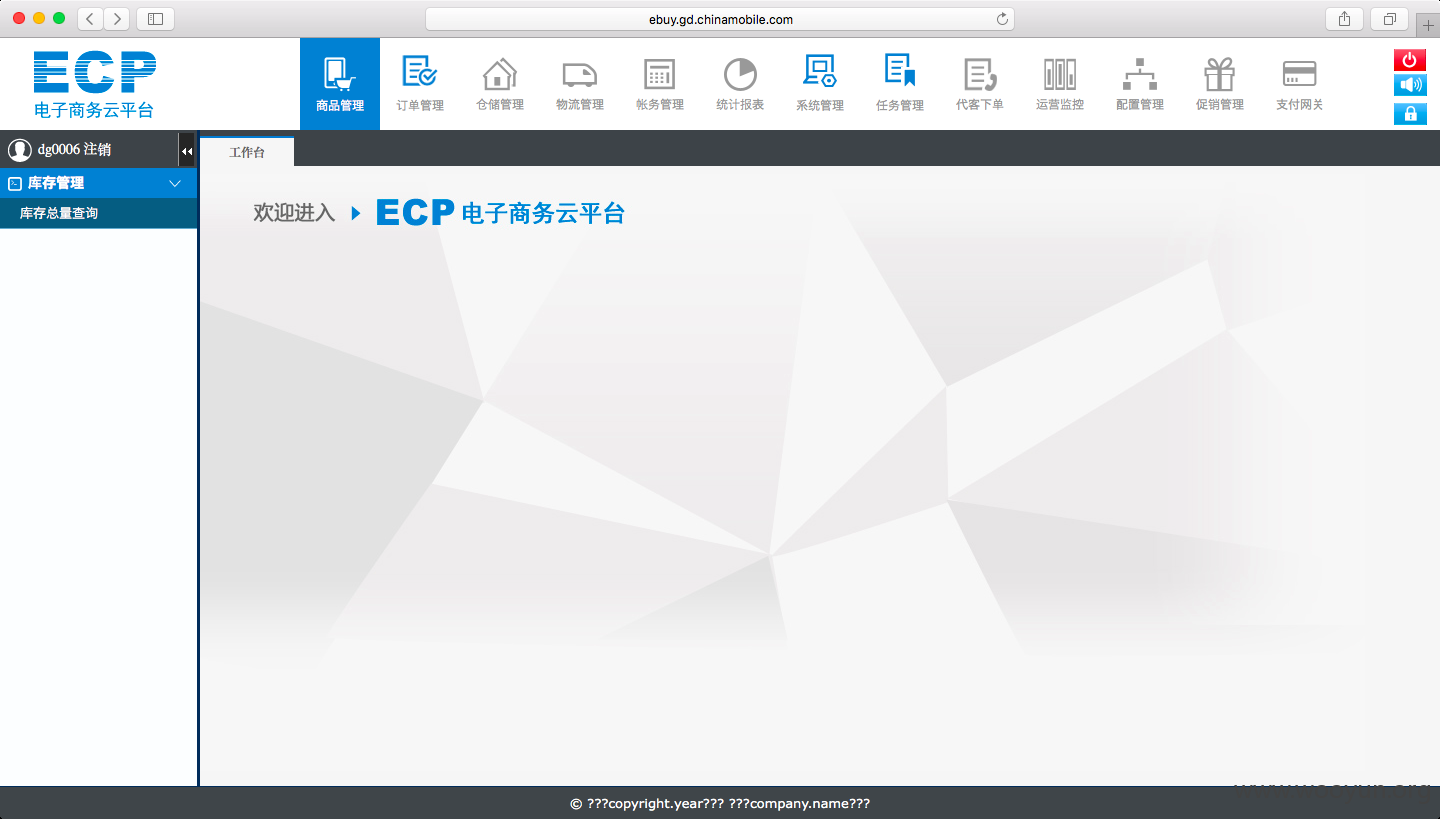 ebuy.gd.chinamobile.com
ECP
电子商务云平台
商品管理 订单管理 仓储管理 物流管理 帐务管理 统计报表 系统管理 任务管理 代客下单 运营监控 配置管理 促销管理 支付网关
dg0006 注销
工作台
库存管理
库存总量查询
欢迎进入 ECP 电子商务云平台
© ???copyright.year??? ???company.name???